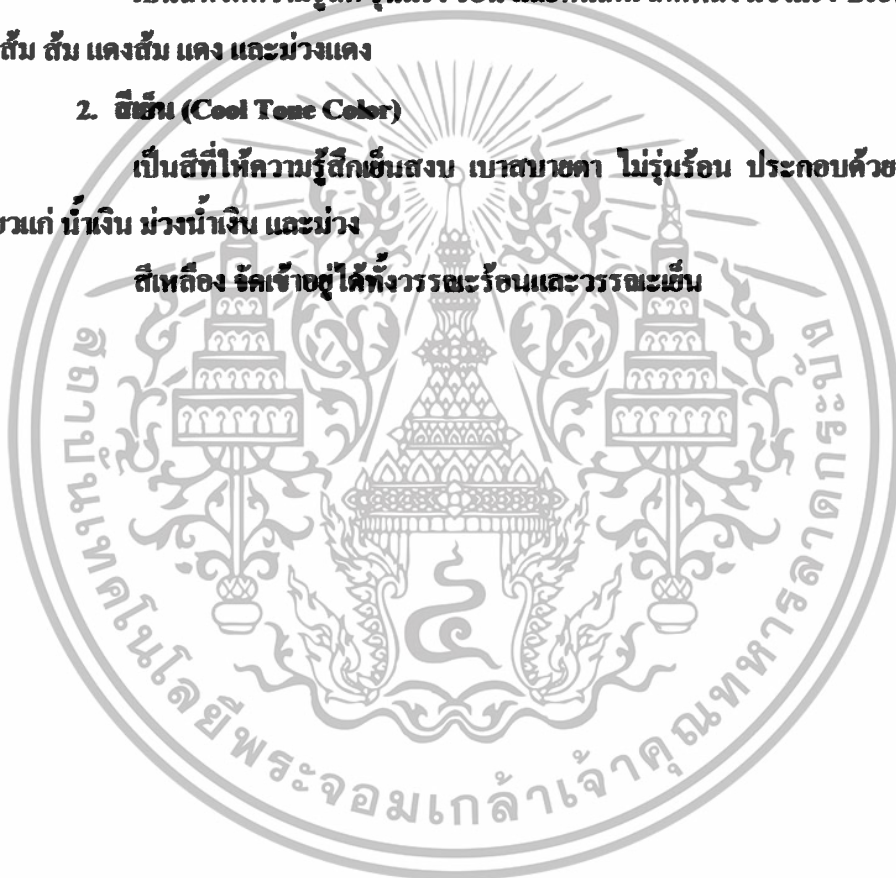 ส้ม ส้ม แดงส้ม แดง และม่วงแดง
2. สีเย็น (Cool Tone Color)
เป็นสีที่ให้ความรู้สึกเย็นสงบ เบาสบายตา ไม่รุ่มร้อน ประกอบด้วย
แก่ น้ำเงิน ม่วงน้ำเงิน และม่วง
สีเหลือง จัดเข้าอยู่ได้ทั้งวรรณะร้อนและวรรณะเย็น
สถาบันเทคโนโลยีพระจอมเกล้าเจ้าคุณทหารลาดกระบัง
๔